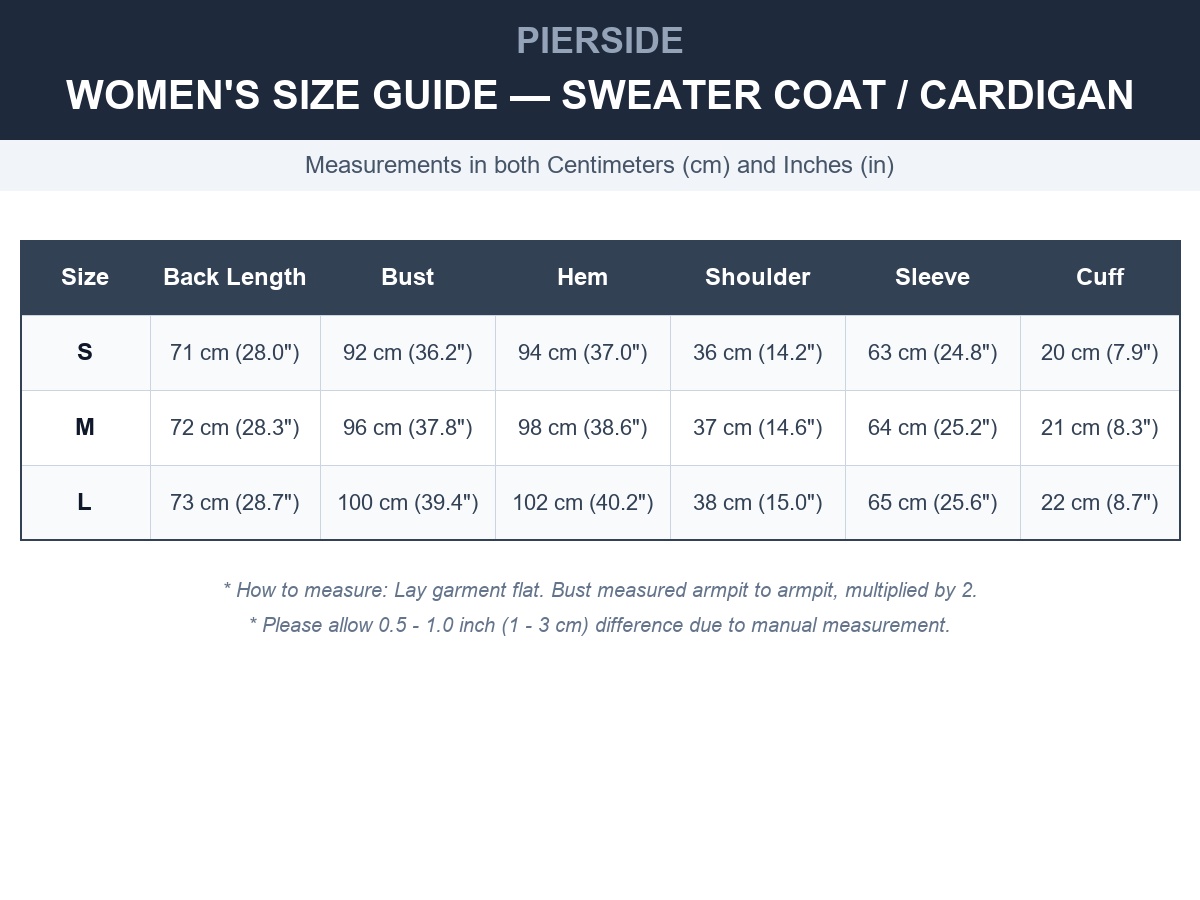 PIERSIDE
WOMEN'S SIZE GUIDE — SWEATER COAT / CARDIGAN
Measurements in both Centimeters (cm) and Inches (in)
Size Back Length Bust Hem Shoulder Sleeve Cuff
S 71 cm (28.0") 92 cm (36.2") 94 cm (37.0") 36 cm (14.2") 63 cm (24.8") 20 cm (7.9")
M 72 cm (28.3") 96 cm (37.8") 98 cm (38.6") 37 cm (14.6") 64 cm (25.2") 21 cm (8.3")
L 73 cm (28.7") 100 cm (39.4") 102 cm (40.2") 38 cm (15.0") 65 cm (25.6") 22 cm (8.7")
* How to measure: Lay garment flat. Bust measured armpit to armpit, multiplied by 2.
* Please allow 0.5 - 1.0 inch (1 - 3 cm) difference due to manual measurement.